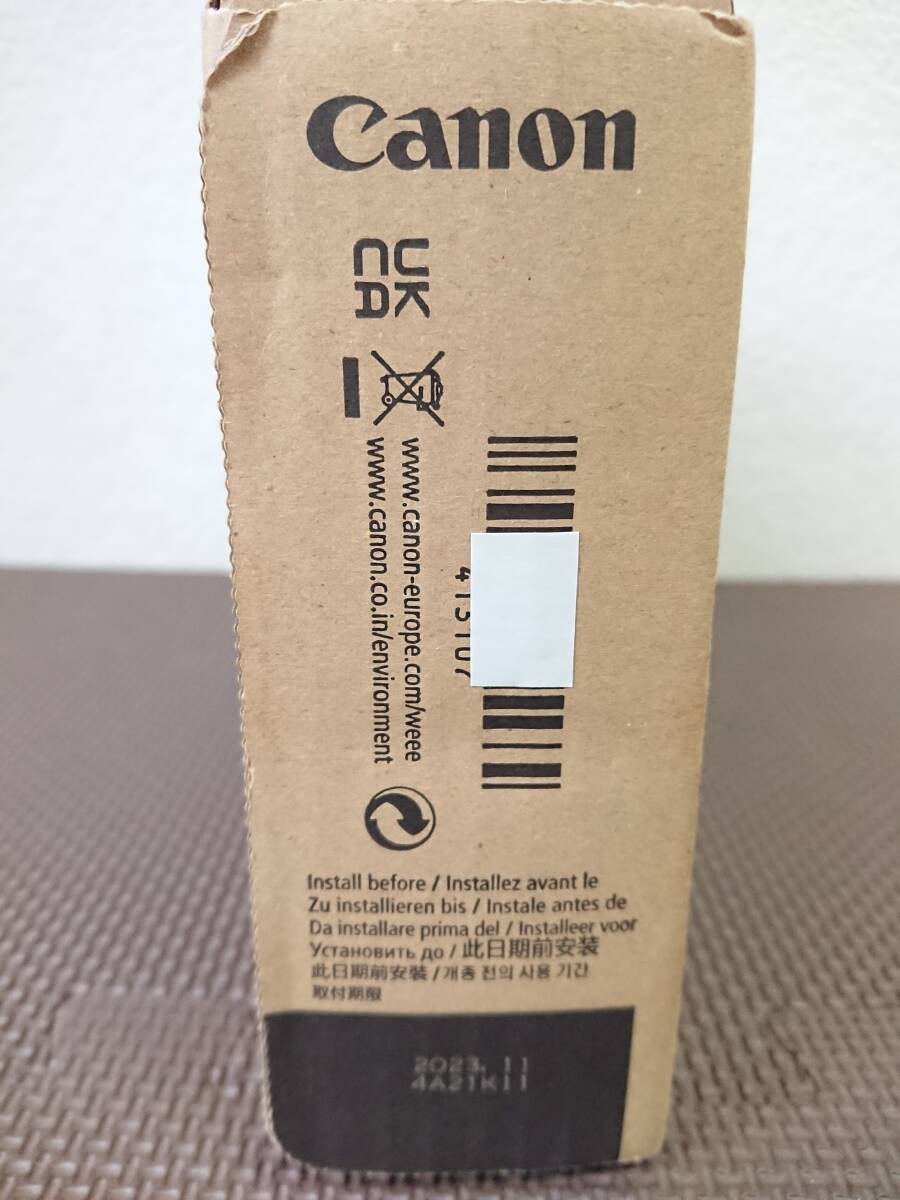 Canon
UK
CA
www.canon-europe.com/weee
www.canon.co.in/environment
Install before / Installez avant le
Zu installieren bis / Instale antes de
Da installare prima del / Installeer voor
Установить до / 此日期前安装
此日期前安裝 / 개종 전의 사용 기간
取付期限
2023. 11
4A21K11